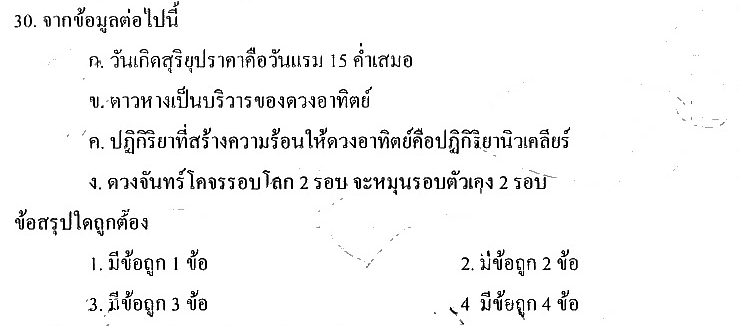 30. จากข้อมูลต่อไปนี้
ก. วันเกิดสุริยุปราคาคือวันแรม 15 ค่ำเสมอ
ข. ดาวหางเป็นบริวารของดวงอาทิตย์
ค. ปฏิกิริยาที่สร้างความร้อนให้ดวงอาทิตย์คือปฏิกิริยานิวเคลียร์
ง. ดวงจันทร์โคจรรอบโลก 2 รอบ จะหมุนรอบตัวเอง 2 รอบ
ข้อสรุปใดถูกต้อง
1. มีข้อถูก 1 ข้อ 2. มีข้อถูก 2 ข้อ
3. มีข้อถูก 3 ข้อ 4 มีข้อถูก 4 ข้อ